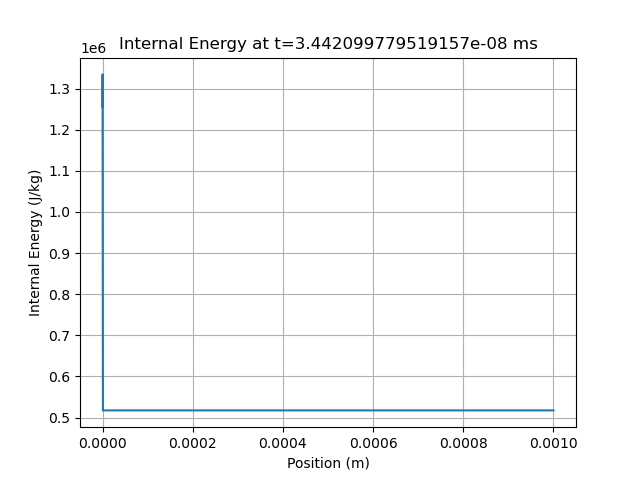 Internal Energy at t=3.442099779519157e-08 ms
1e6
1.3
1.2
1.1
1.0
0.9
0.8
0.7
0.6
0.5
Internal Energy (J/kg)
0.0000 0.0002 0.0004 0.0006 0.0008 0.0010
Position (m)